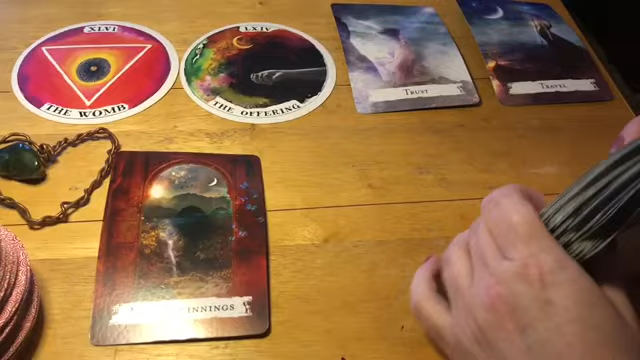 XLVI
THE WOMB
LXIV
THE OFFERING
TRUST
TRAVEL
INNINGS